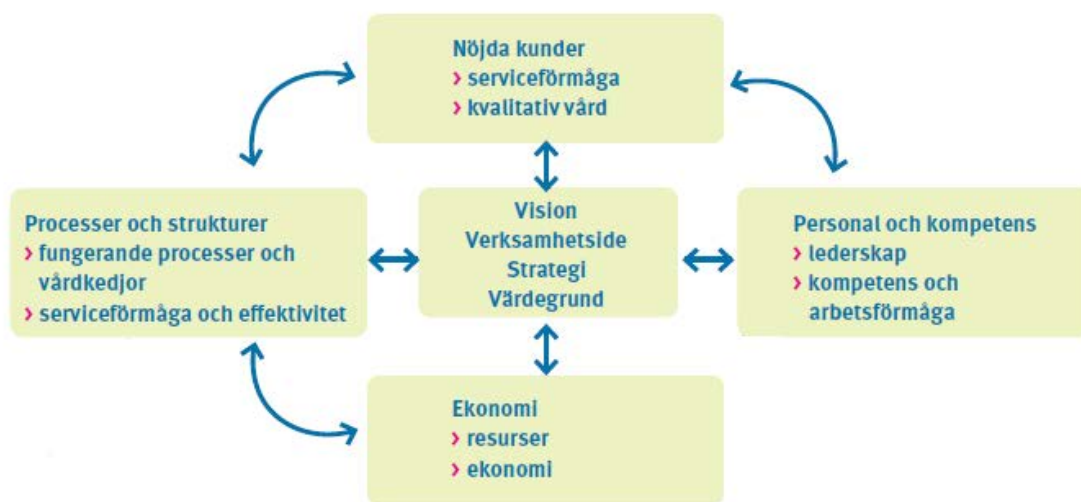 Nöjda kunder
› serviceförmåga
› kvalitativ vård
Processer och strukturer
› fungerande processer och
vårdkedjor
› serviceförmåga och effektivitet
Vision
Verksamhetside
Strategi
Värdegrund
Personal och kompetens
› lederskap
› kompetens och
arbetsförmåga
Ekonomi
› resurser
› ekonomi